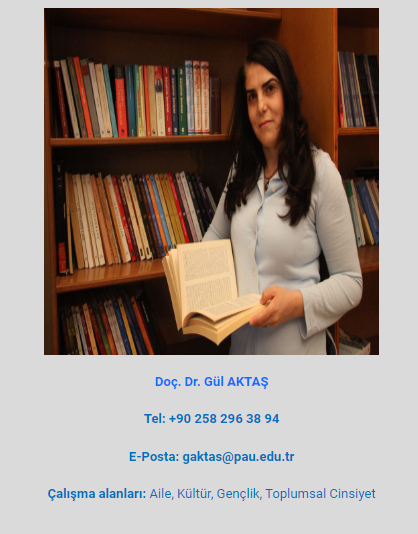 Doç. Dr. Gül AKTAŞ
Tel: +90 258 296 38 94
E-Posta: gaktas@pau.edu.tr
Çalışma alanları: Aile, Kültür, Gençlik, Toplumsal Cinsiyet